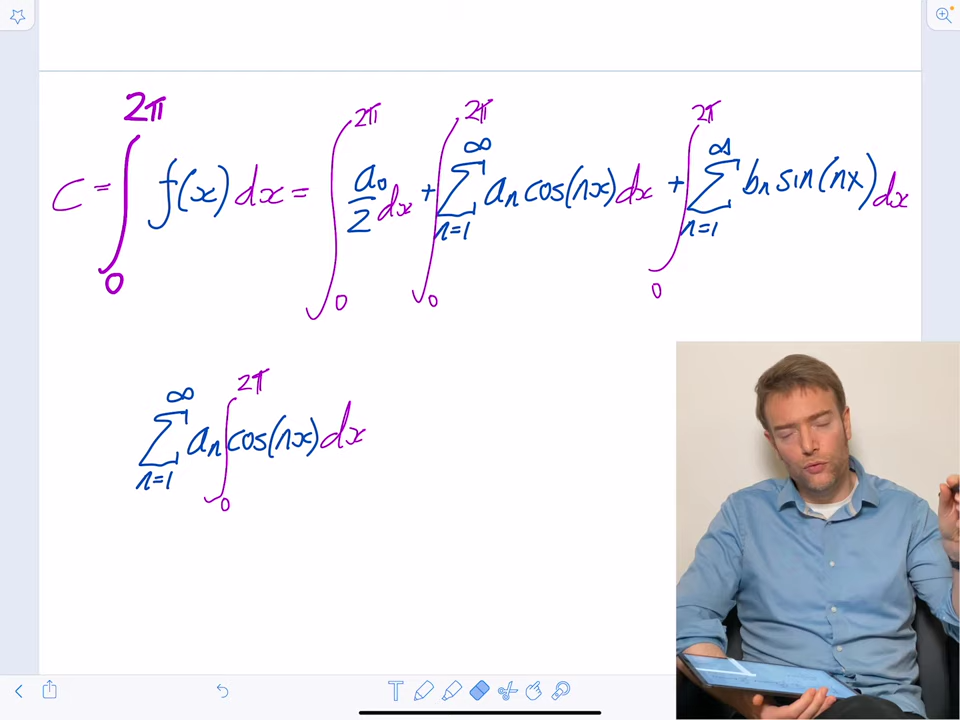 C = ∫₀^{2π} f(x) dx = ∫₀^{2π} a₀/2 dx + ∫₀^{2π} ∑_{n=1}^{∞} aₙ cos(nx) dx + ∫₀^{2π} ∑_{n=1}^{∞} bₙ sin(nx) dx
∑_{n=1}^{∞} aₙ ∫₀^{2π} cos(nx) dx